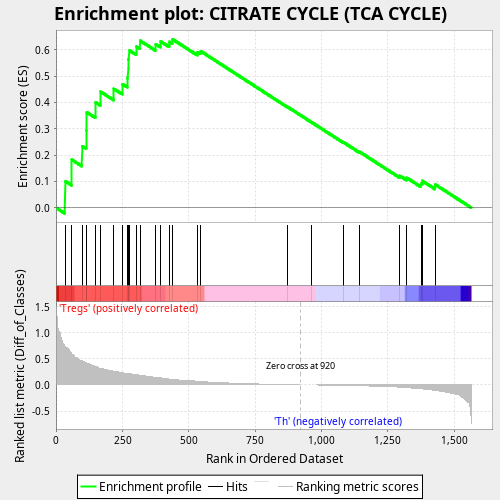 Enrichment plot: CITRATE CYCLE (TCA CYCLE)
Enrichment score (ES)
0.6
0.5
0.4
0.3
0.2
0.1
0.0
Ranked list metric (Diff_of_Classes)
1.5
1.0
0.5
0.0
-0.5
'Tregs' (positively correlated)
Zero cross at 920
'Th' (negatively correlated)
0
250
500
750
1,000
1,250
1,500
Rank in Ordered Dataset
Enrichment profile
Hits
Ranking metric scores